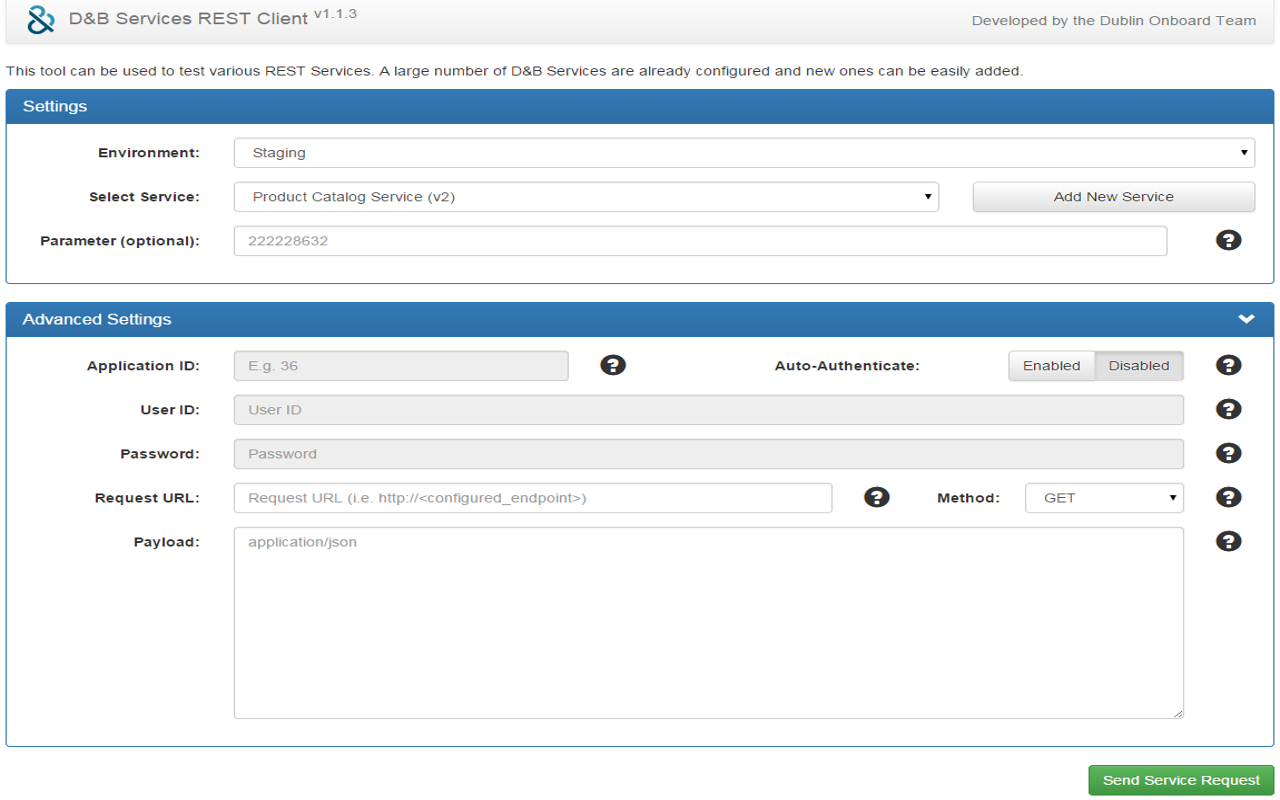 D&B Services REST Client v1.1.3
Developed by the Dublin Onboard Team
This tool can be used to test various REST Services. A large number of D&B Services are already configured and new ones can be easily added.
Settings
Environment: Staging
Select Service: Product Catalog Service (v2) Add New Service
Parameter (optional): 222228632 ?
Advanced Settings
Application ID: E.g. 36 ? Auto-Authenticate: Enabled Disabled ?
User ID: User ID ?
Password: Password ?
Request URL: Request URL (i.e. http://<configured_endpoint>) ? Method: GET ?
Payload: application/json ?
Send Service Request